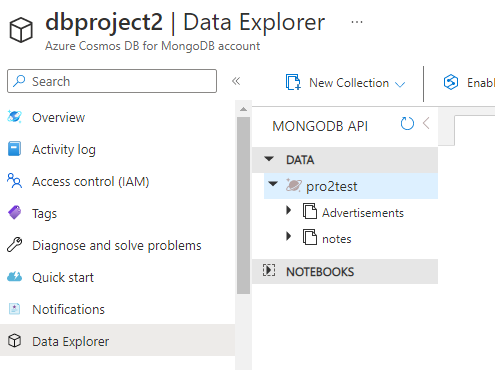 dbproject2 | Data Explorer ...
Azure Cosmos DB for MongoDB account
Search
«
Overview
Activity log
Access control (IAM)
Tags
Diagnose and solve problems
Quick start
Notifications
Data Explorer
New Collection
Enabl
MONGODB API
DATA
pro2test
Advertisements
notes
NOTEBOOKS